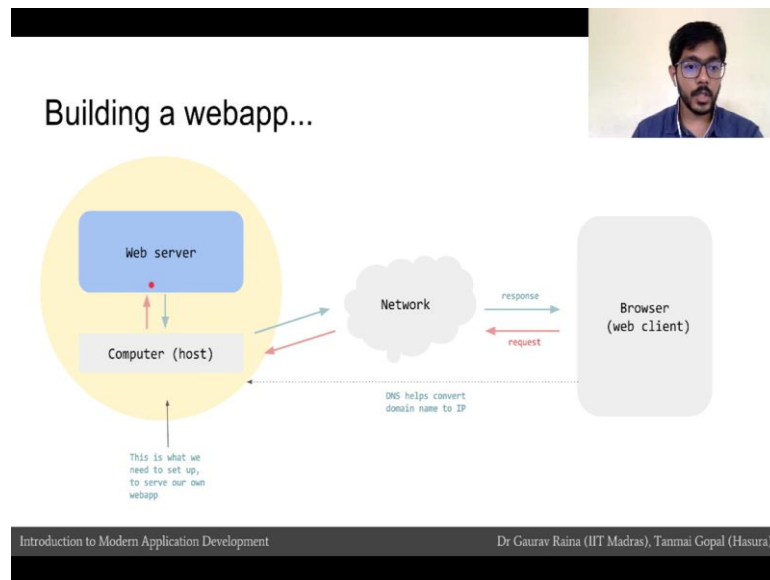 Building a webapp...
Web server
Computer (host)
This is what we
need to set up,
to serve our own
webapp
Network
response
request
DNS helps convert
domain name to IP
Browser
(web client)
Introduction to Modern Application Development
Dr Gaurav Raina (IIT Madras), Tanmai Gopal (Hasura)